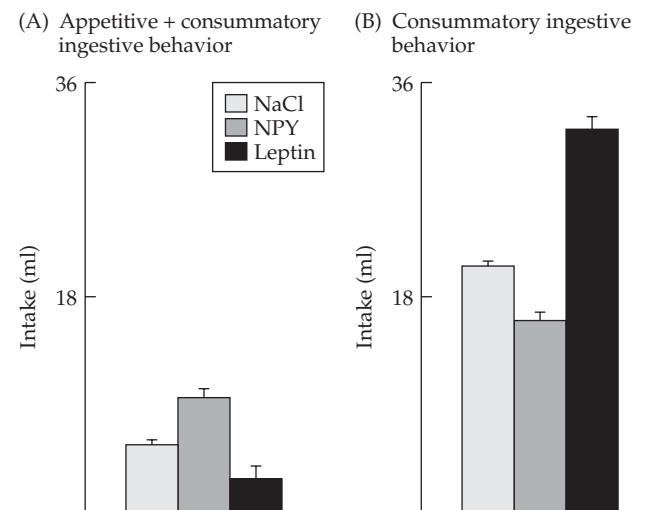 (A) Appetitive + consummatory
ingestive behavior
36
NaCl
NPY
Leptin
Intake (ml)
18
(B) Consummatory ingestive
behavior
36
Intake (ml)
18